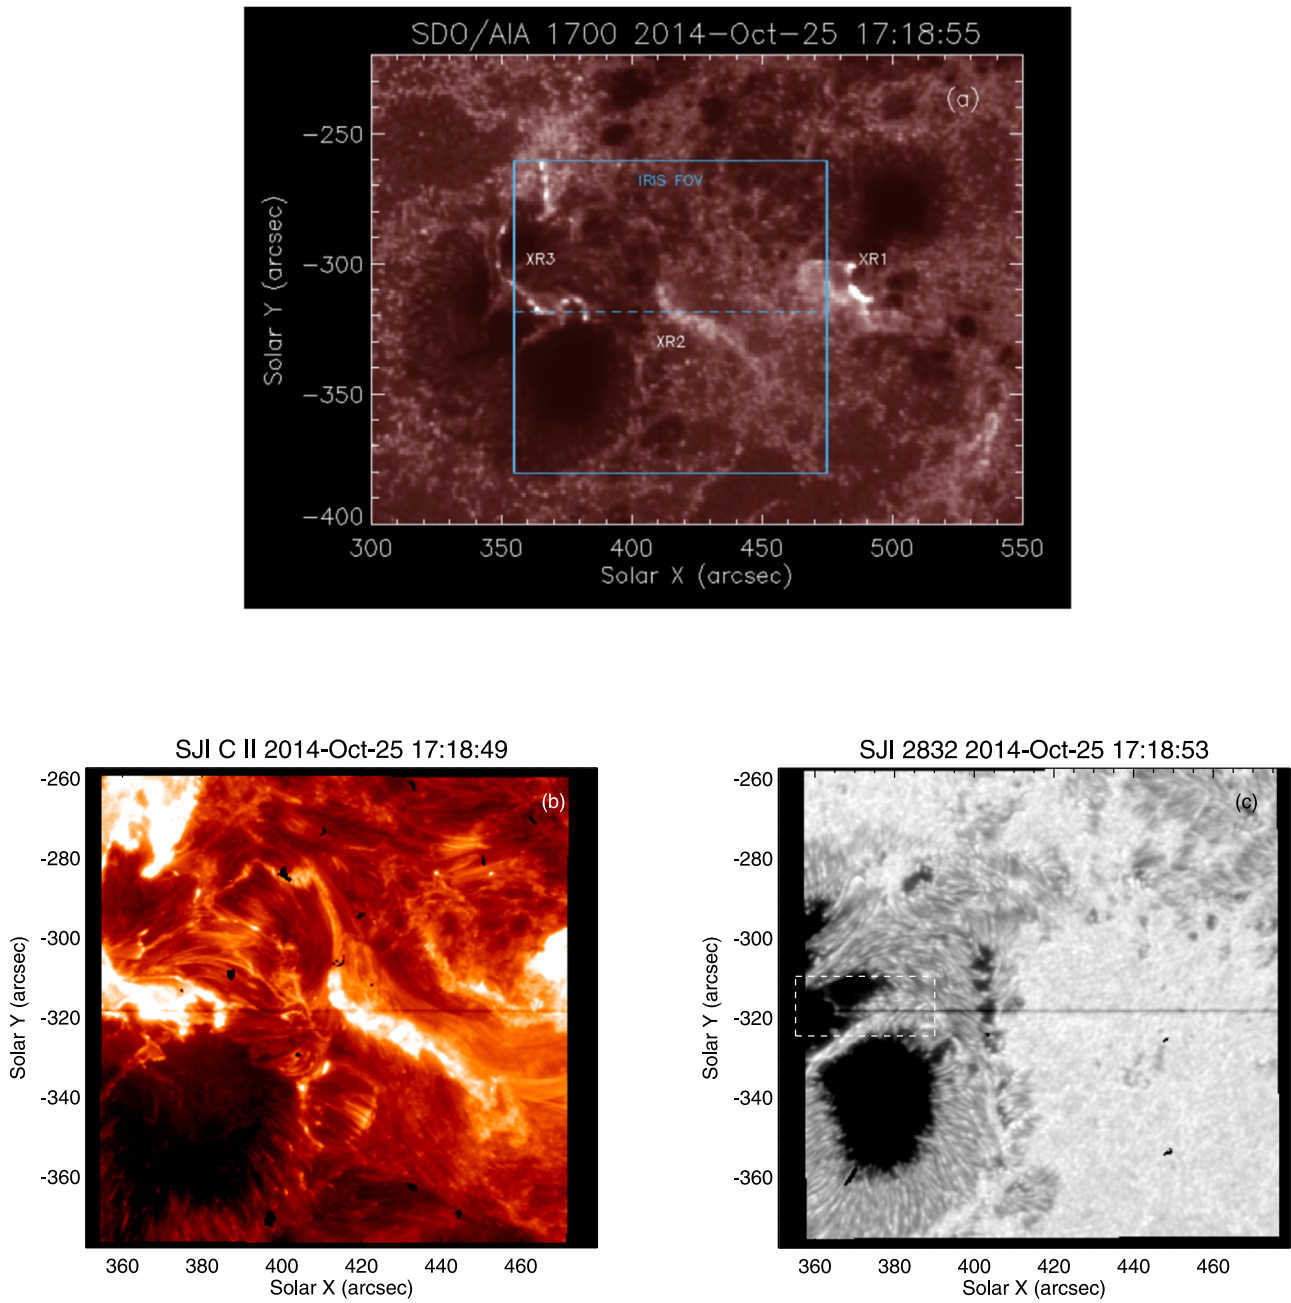 SDO/AIA 1700 2014-Oct-25 17:18:55
(a)
-250
IRIS FOV
XR3
XR1
-300
XR2
-350
-400
Solar Y (arcsec)
300 350 400 450 500 550
Solar X (arcsec)
SJI C II 2014-Oct-25 17:18:49
(b)
-260
-280
-300
-320
-340
-360
Solar Y (arcsec)
360 380 400 420 440 460
Solar X (arcsec)
SJI 2832 2014-Oct-25 17:18:53
(c)
-260
-280
-300
-320
-340
-360
Solar Y (arcsec)
360 380 400 420 440 460
Solar X (arcsec)